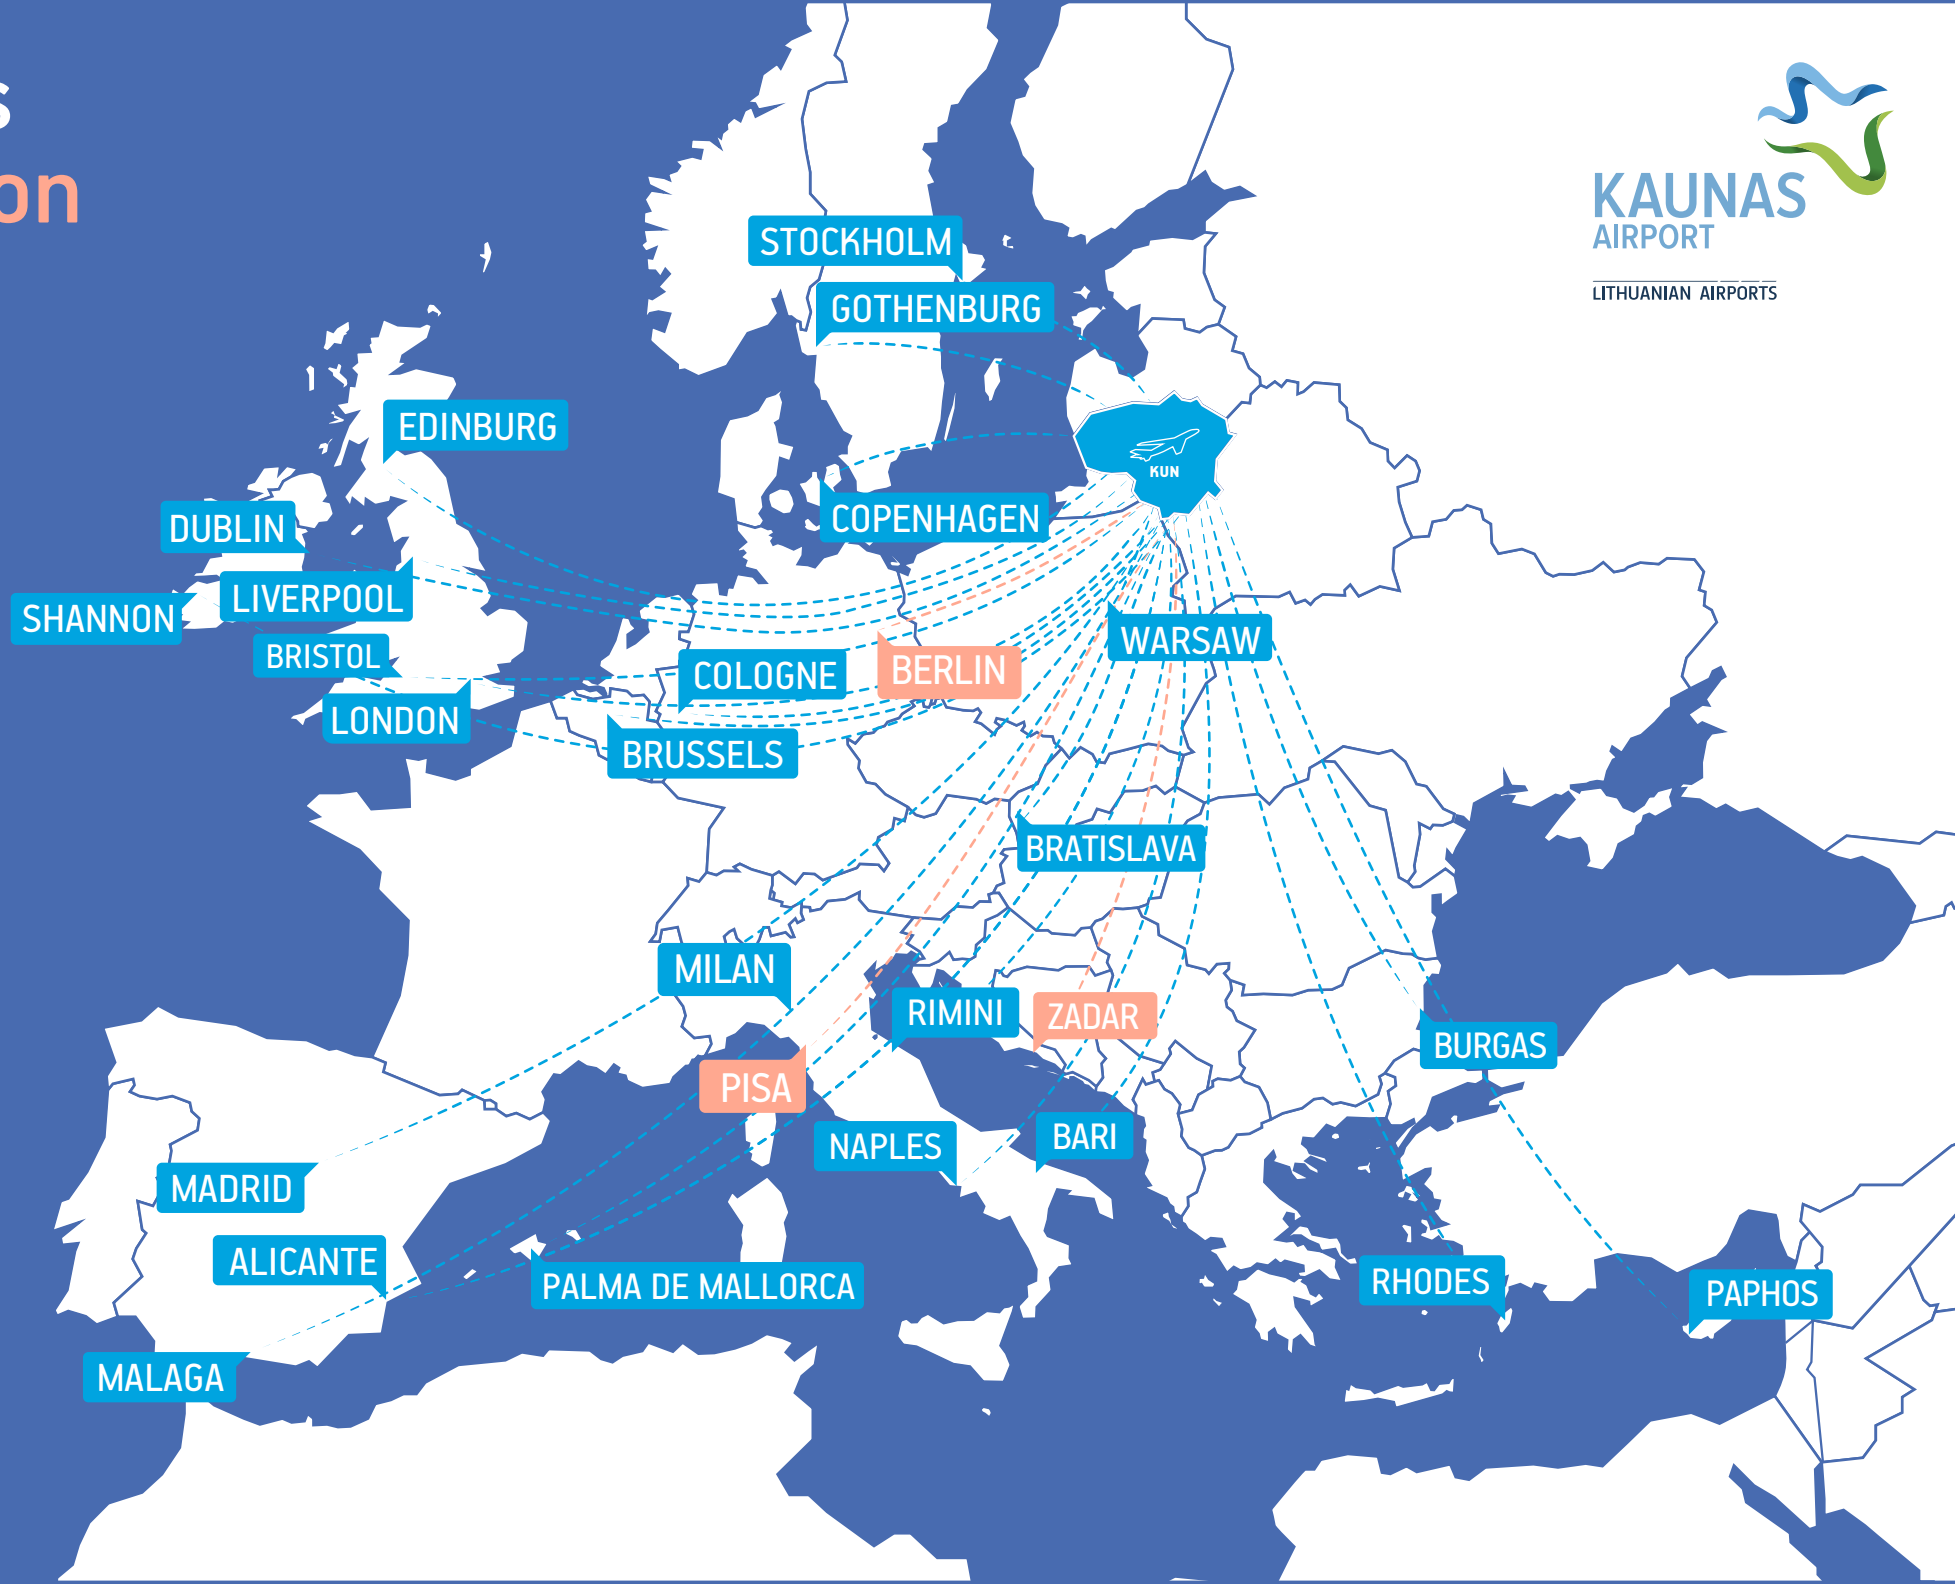 s
on
KAUNAS
AIRPORT
LITHUANIAN AIRPORTS
STOCKHOLM
GOTHENBURG
EDINBURG
KUN
DUBLIN
COPENHAGEN
LIVERPOOL
SHANNON
WARSAW
BRISTOL
BERLIN
COLOGNE
LONDON
BRUSSELS
BRATISLAVA
MILAN
RIMINI
ZADAR
BURGAS
PISA
BARI
NAPLES
MADRID
ALICANTE
PALMA DE MALLORCA
RHODES
PAPHOS
MALAGA